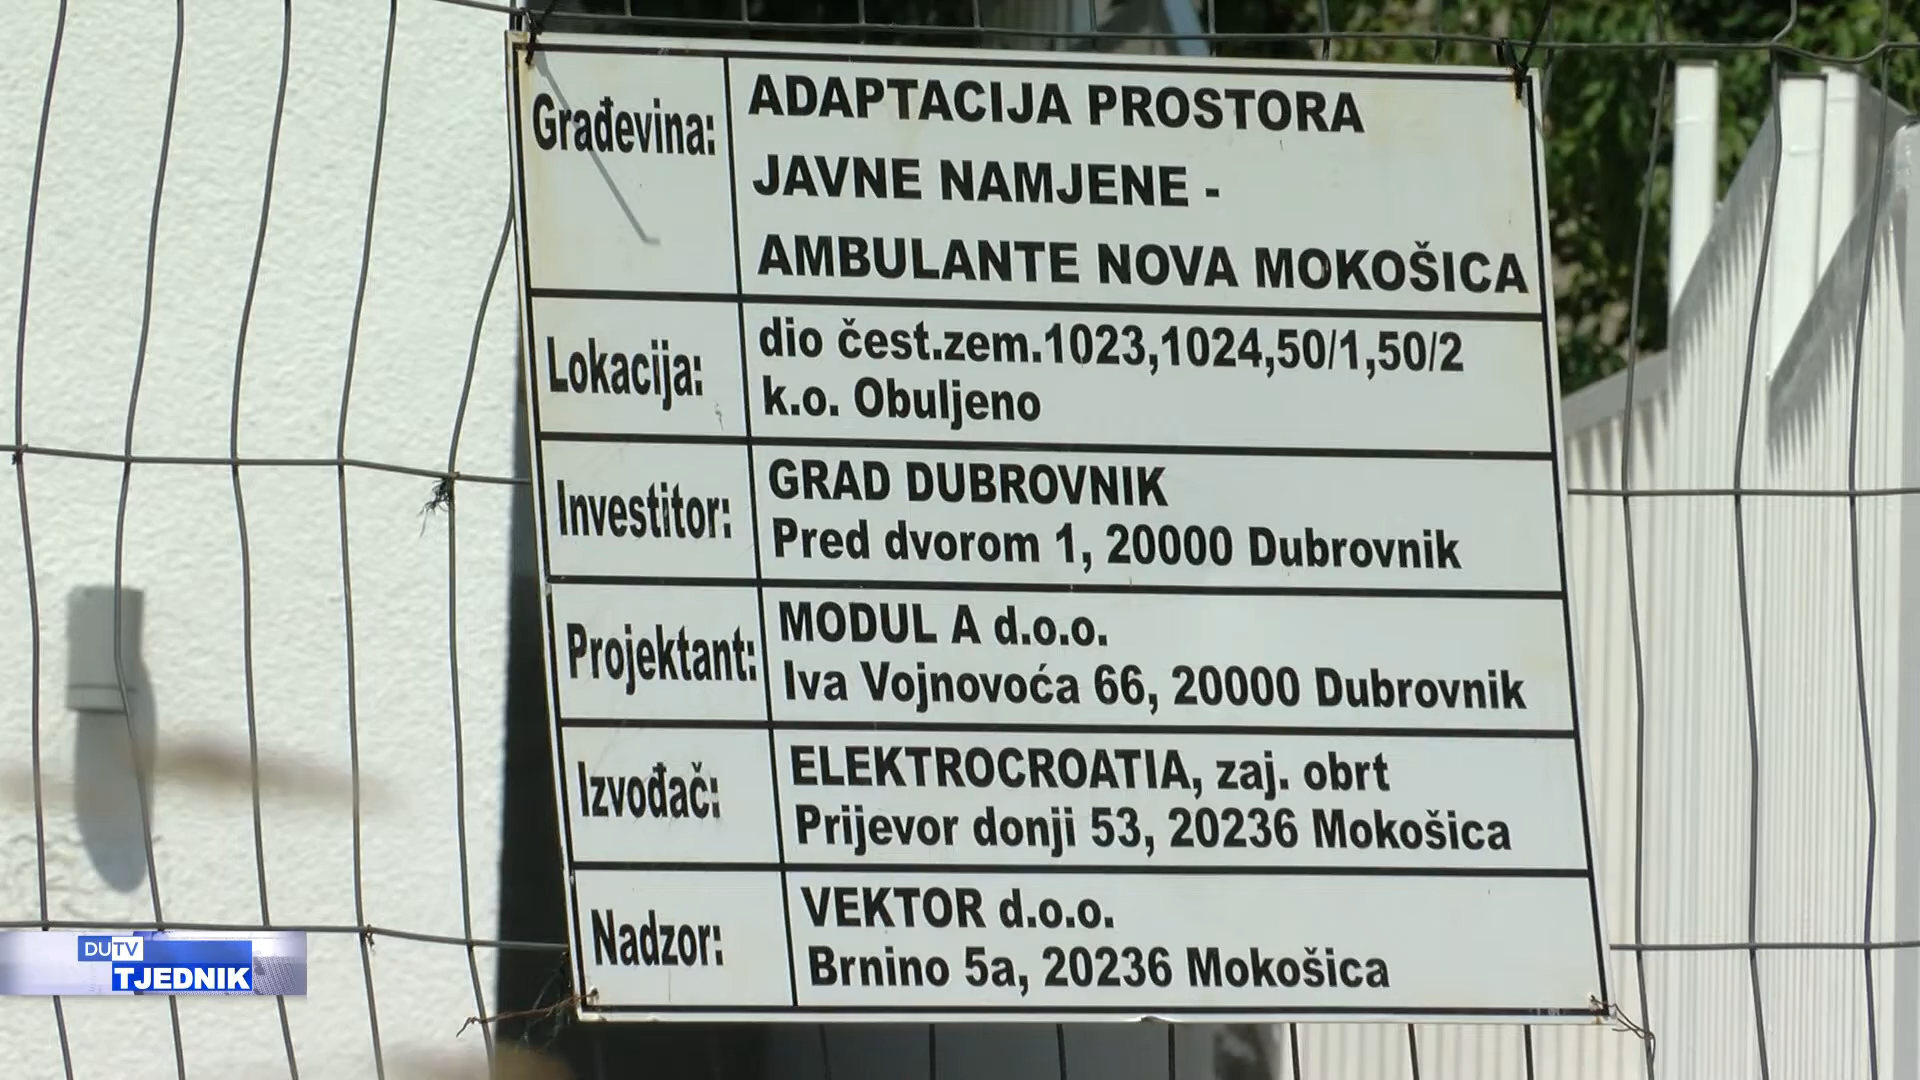 Građevina:
ADAPTACIJA PROSTORA
JAVNE NAMJENE -
AMBULANTE NOVA MOKOŠICA
Lokacija:
dio čest.zem.1023,1024,50/1,50/2
k.o. Obuljeno
Investitor:
GRAD DUBROVNIK
Pred dvorom 1, 20000 Dubrovnik
Projektant:
MODUL A d.o.o.
Iva Vojnovoća 66, 20000 Dubrovnik
Izvođač:
ELEKTROCROATIA, zaj. obrt
Prijevor donji 53, 20236 Mokošica
Nadzor:
VEKTOR d.o.o.
Brnino 5a, 20236 Mokošica
DUTV
TJEDNIK